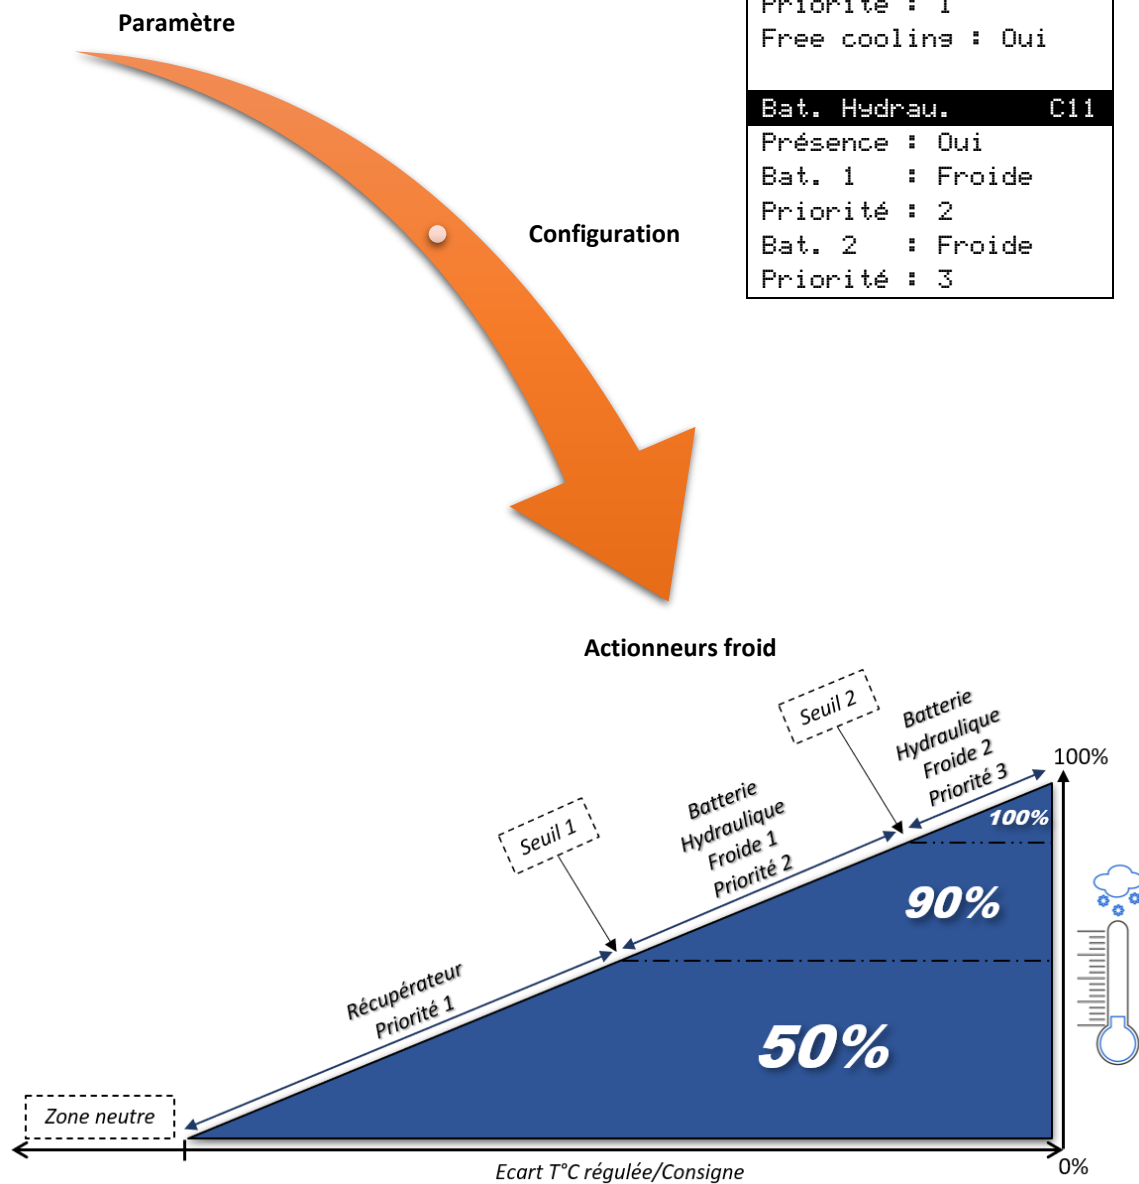 Paramètre
Priorité : 1
Free cooling : Oui
Bat. Hydrau. C11
Présence : Oui
Bat. 1 : Froide
Priorité : 2
Bat. 2 : Froide
Priorité : 3
Configuration
Actionneurs froid
Seuil 2
Batterie
Hydraulique
Froide 2
Priorité 3
100%
100%
Batterie
Hydraulique
Froide 1
Priorité 2
Seuil 1
90%
Récupérateur
Priorité 1
50%
Zone neutre
Ecart T°C régulée/Consigne
0%